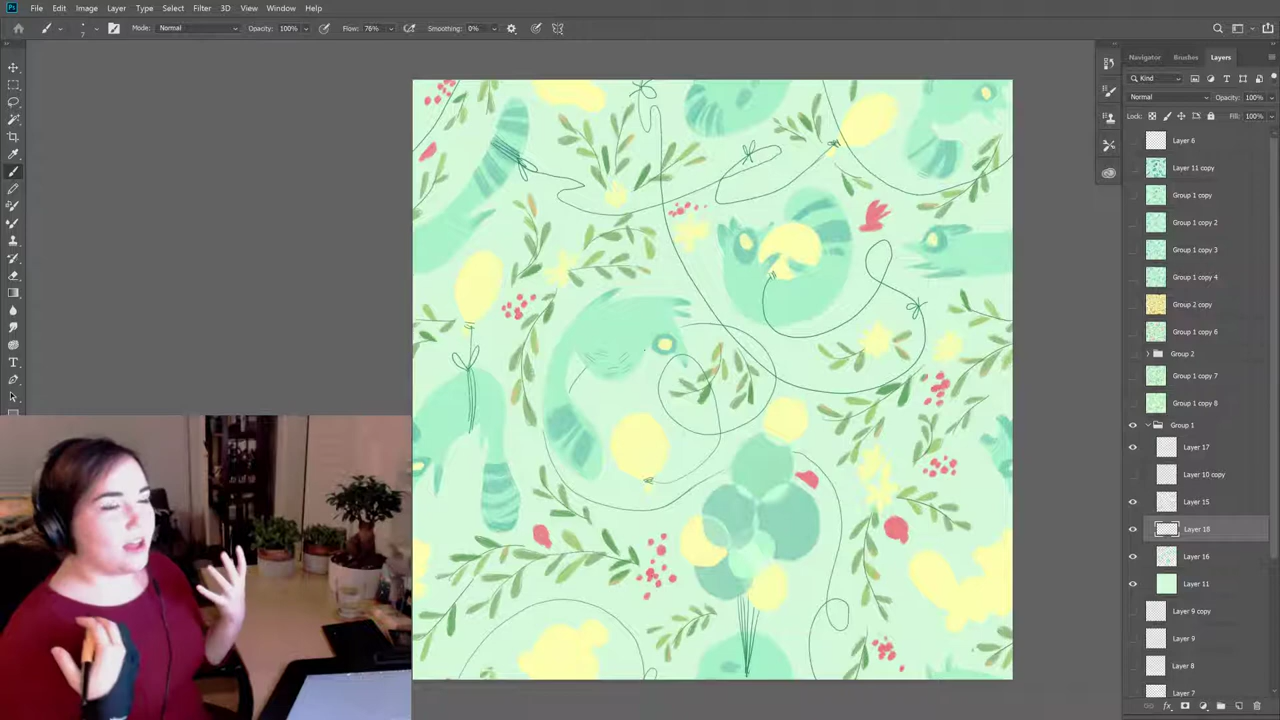 Ps File Edit Image Layer Type Select Filter 3D View Window Help
7 Mode: Normal Opacity: 100% Flow: 76% Smoothing: 0%
Navigator Brushes Layers
Kind
Normal Opacity: 100%
Lock: Fill: 100%
Layer 6
Layer 11 copy
Group 1 copy
Group 1 copy 2
Group 1 copy 3
Group 1 copy 4
Group 2 copy
Group 1 copy 6
Group 2
Group 1 copy 7
Group 1 copy 8
Group 1
Layer 17
Layer 10 copy
Layer 15
Layer 18
Layer 16
Layer 11
Layer 9 copy
Layer 9
Layer 8
Layer 7
fx